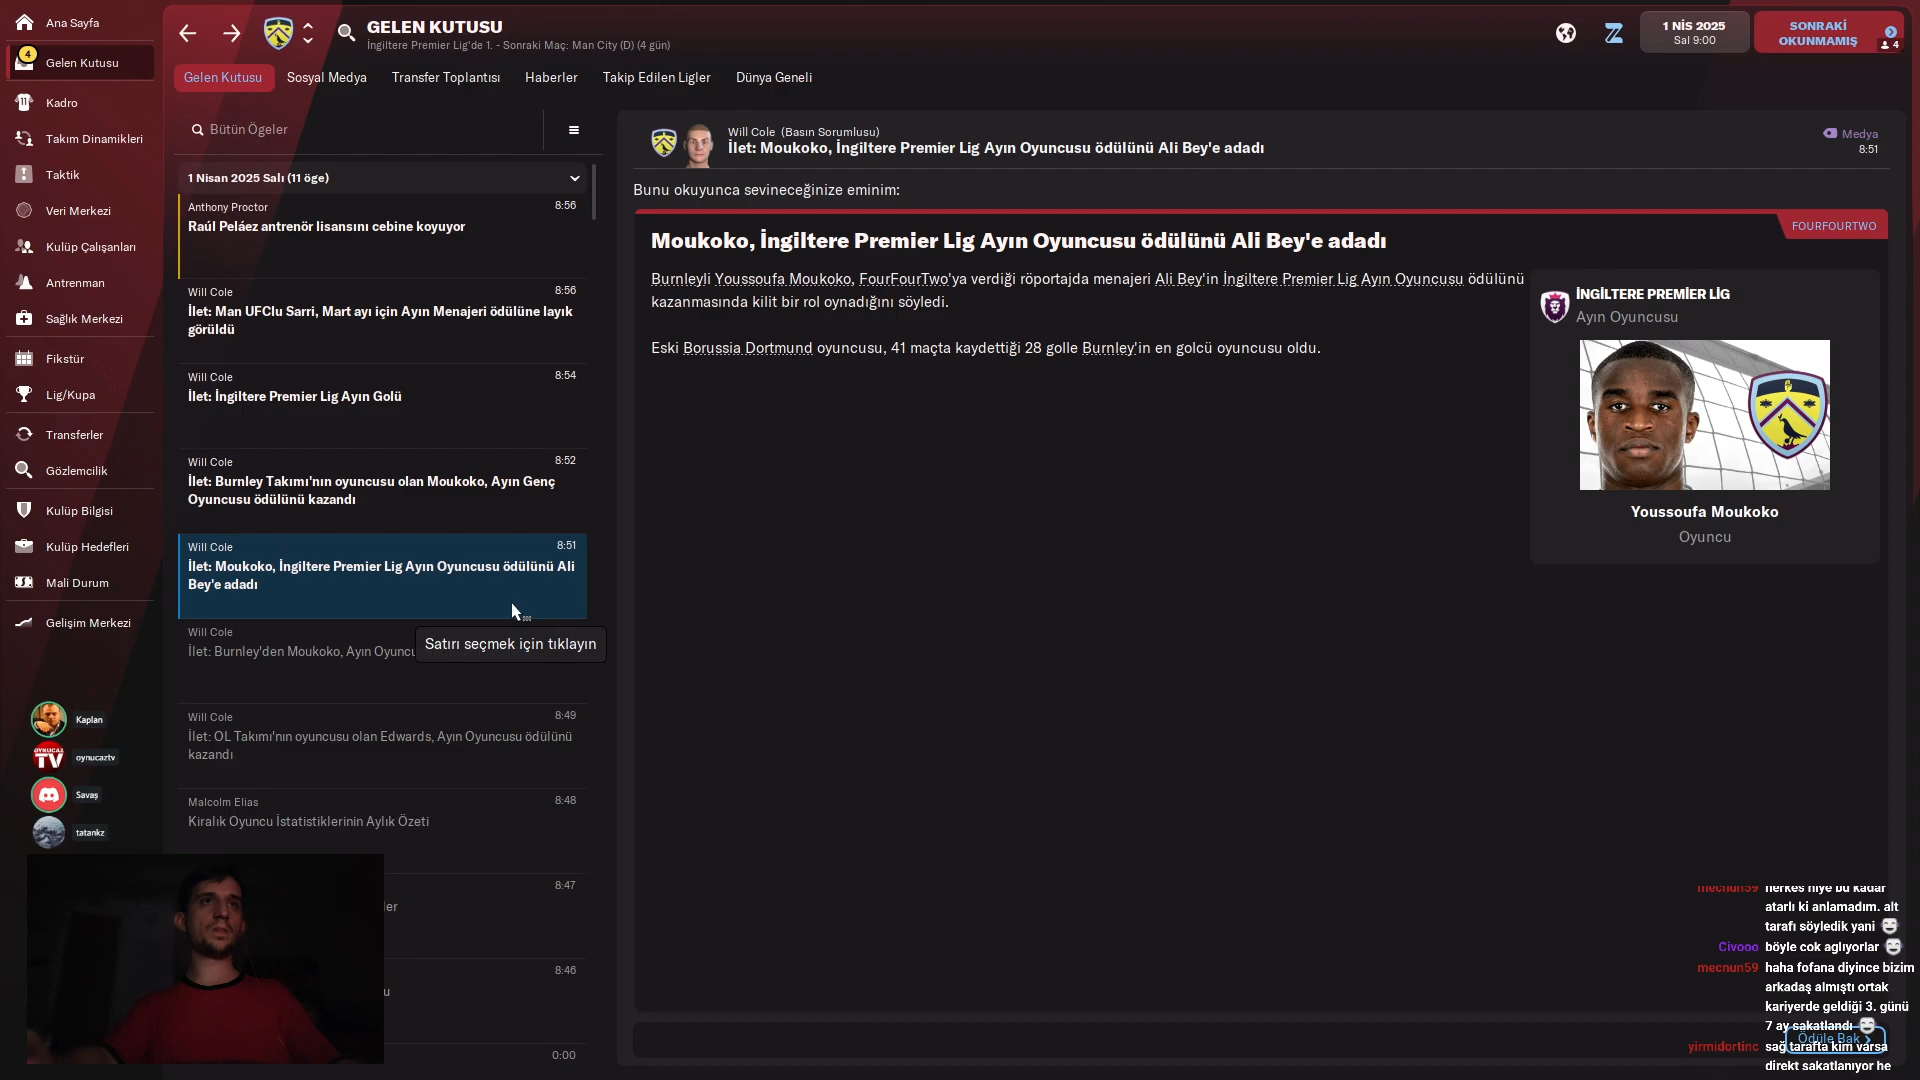 Ana Sayfa
4
Gelen Kutusu
Kadro
Takım Dinamikleri
Taktik
Veri Merkezi
Kulüp Çalışanları
Antrenman
Sağlık Merkezi
Fikstür
Lig/Kupa
Transferler
Gözlemcilik
Kulüp Bilgisi
Kulüp Hedefleri
Mali Durum
Gelişim Merkezi
Kaplan
TV oynucaztv
Savaş
tatankz
GELEN KUTUSU
İngiltere Premier Lig'de 1. - Sonraki Maç: Man City (D) (4 gün)
1 NİS 2025
Sal 9:00
SONRAKİ
OKUNMAMIŞ
4
Gelen Kutusu Sosyal Medya Transfer Toplantısı Haberler Takip Edilen Ligler Dünya Geneli
Bütün Ögeler
1 Nisan 2025 Salı (11 öge)
Anthony Proctor 8:56
Raúl Peláez antrenör lisansını cebine koyuyor
Will Cole 8:56
İlet: Man UFClu Sarri, Mart ayı için Ayın Menajeri ödülüne layık
görüldü
Will Cole 8:54
İlet: İngiltere Premier Lig Ayın Golü
Will Cole 8:52
İlet: Burnley Takımı'nın oyuncusu olan Moukoko, Ayın Genç
Oyuncusu ödülünü kazandı
Will Cole 8:51
İlet: Moukoko, İngiltere Premier Lig Ayın Oyuncusu ödülünü Ali
Bey'e adadı
Will Cole
İlet: Burnley'den Moukoko, Ayın Oyuncu
Satırı seçmek için tıklayın
Will Cole 8:49
İlet: OL Takımı'nın oyuncusu olan Edwards, Ayın Oyuncusu ödülünü
kazandı
Malcolm Elias 8:48
Kiralık Oyuncu İstatistiklerinin Aylık Özeti
8:47
ler
8:46
u
0:00
Will Cole (Basın Sorumlusu)
İlet: Moukoko, İngiltere Premier Lig Ayın Oyuncusu ödülünü Ali Bey'e adadı
Medya
8:51
Bunu okuyunca sevineceğinize eminim:
FOURFOURTWO
Moukoko, İngiltere Premier Lig Ayın Oyuncusu ödülünü Ali Bey'e adadı
Burnleyli Youssoufa Moukoko, FourFourTwo'ya verdiği röportajda menajeri Ali Bey'in İngiltere Premier Lig Ayın Oyuncusu ödülünü
kazanmasında kilit bir rol oynadığını söyledi.
Eski Borussia Dortmund oyuncusu, 41 maçta kaydettiği 28 golle Burnley'in en golcü oyuncusu oldu.
İNGİLTERE PREMİER LİG
Ayın Oyuncusu
Youssoufa Moukoko
Oyuncu
mecnun59 herkes niye bu kadar
atarlı ki anlamadım. alt
tarafı söyledik yani
Civooo böyle cok aglıyorlar
mecnun59 haha fofana diyince bizim
arkadaş almıştı ortak
kariyerde geldiği 3. günü
7 ay sakatlandı
Ödüle Bak
yirmidortinc sağ tarafta kim varsa
direkt sakatlanıyor he